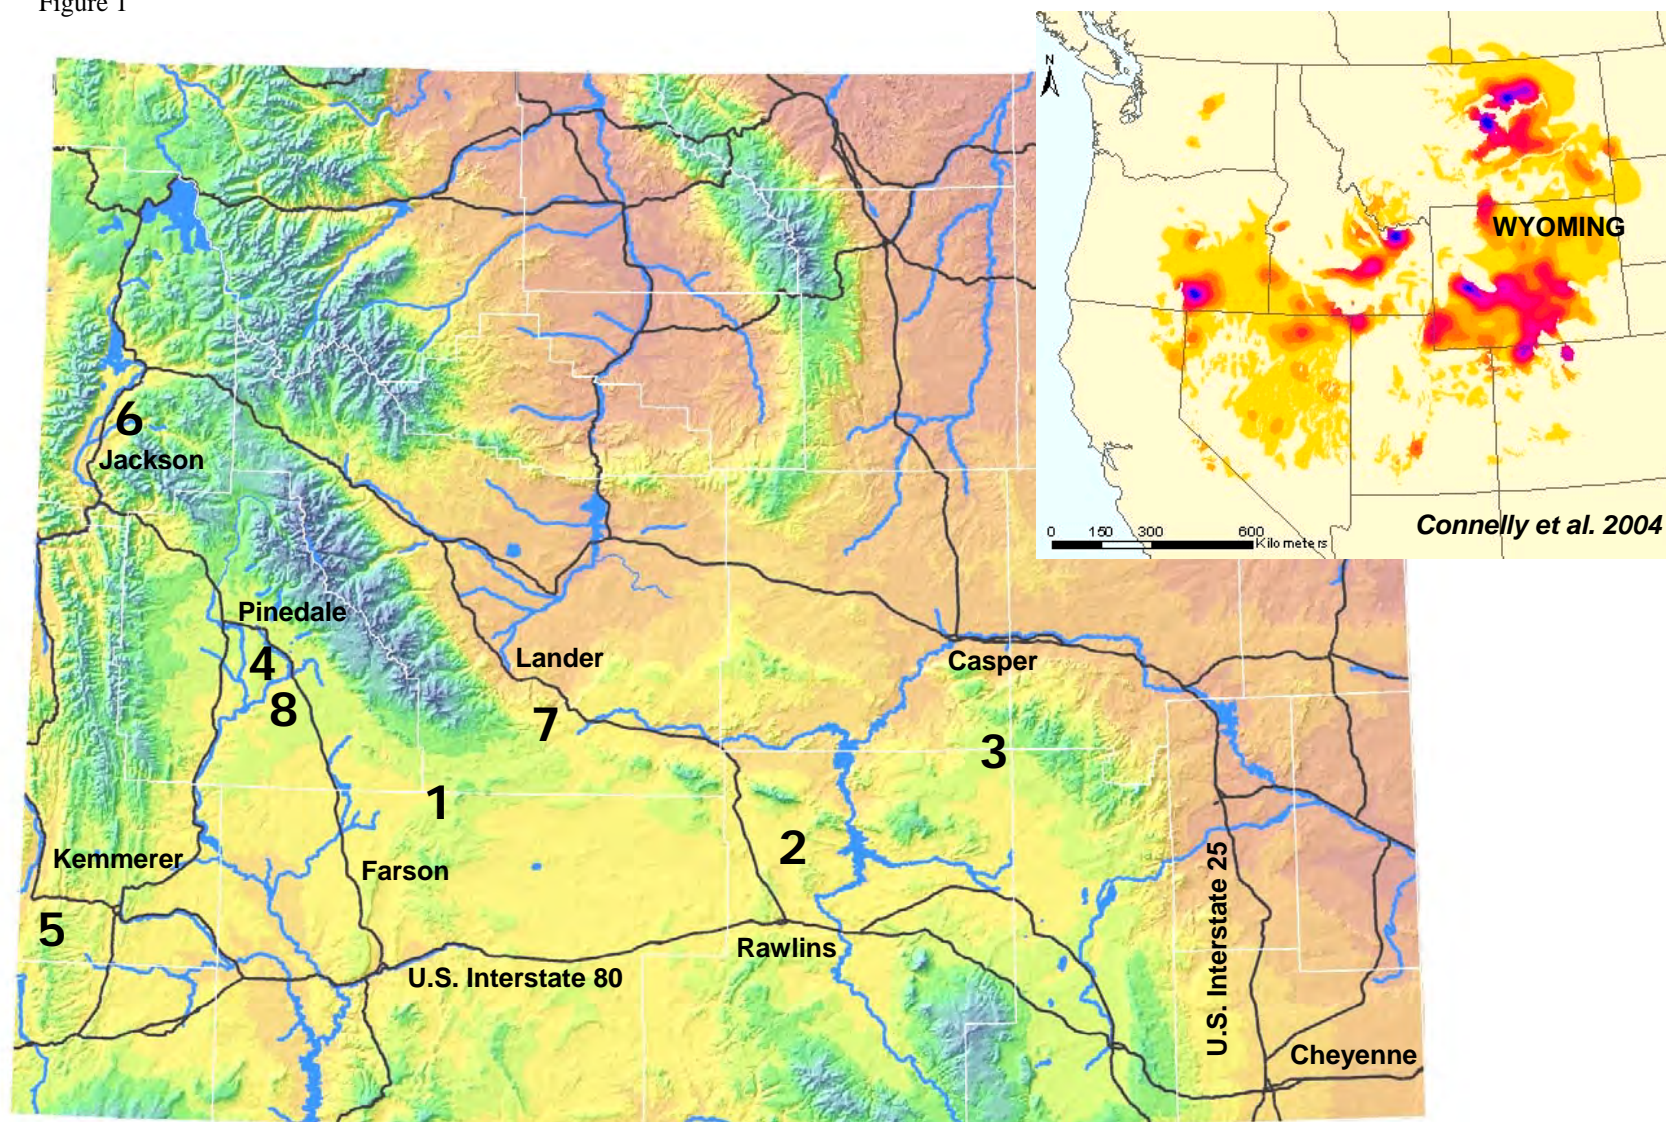 Figure 1
N
WYOMING
0 150 300 600
Kilometers
Connelly et al. 2004
6
Jackson
Pinedale
4
8
Lander
7
Casper
3
1
2
Kemmerer
Farson
5
Rawlins
U.S. Interstate 80
U.S. Interstate 25
Cheyenne